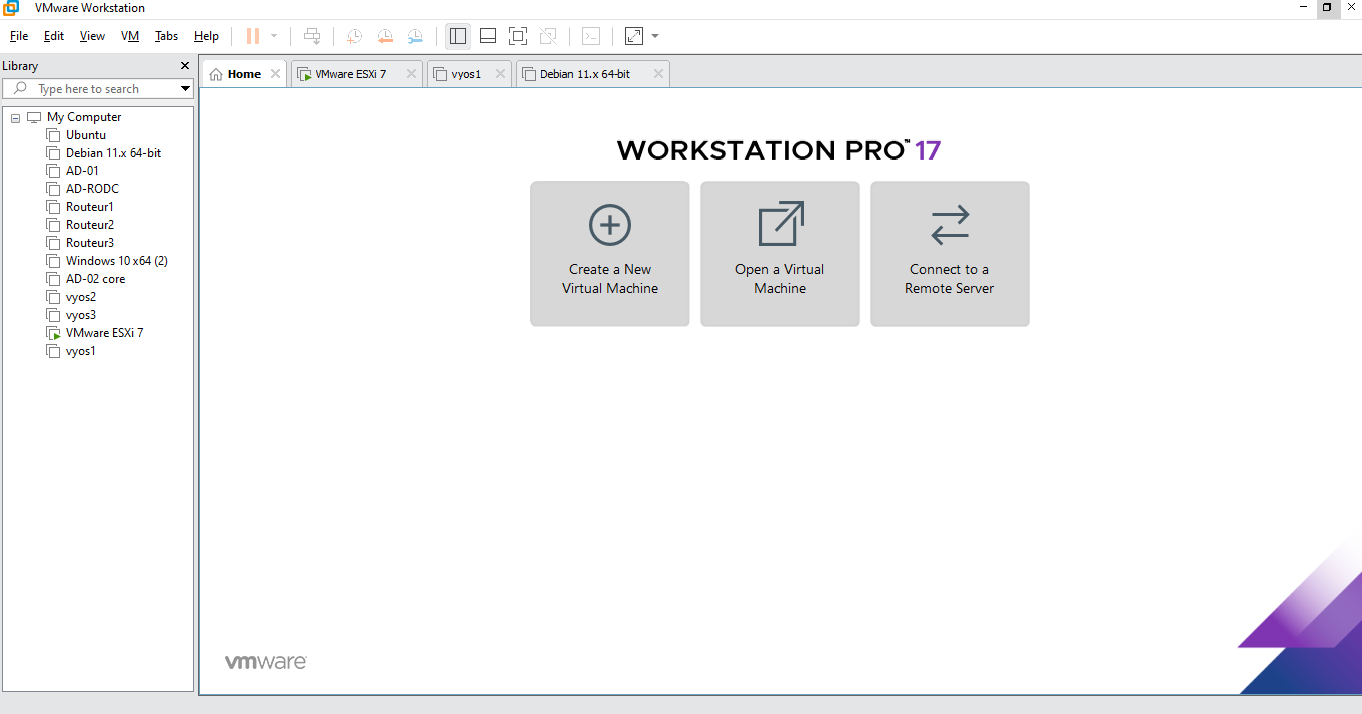 VMware Workstation
File Edit View VM Tabs Help
Library
Type here to search
My Computer
Ubuntu
Debian 11.x 64-bit
AD-01
AD-RODC
Routeur1
Routeur2
Routeur3
Windows 10 x64 (2)
AD-02 core
vyos2
vyos3
VMware ESXi 7
vyos1
Home
VMware ESXi 7
vyos1
Debian 11.x 64-bit
WORKSTATION PRO™ 17
Create a New
Virtual Machine
Open a Virtual
Machine
Connect to a
Remote Server
vmware